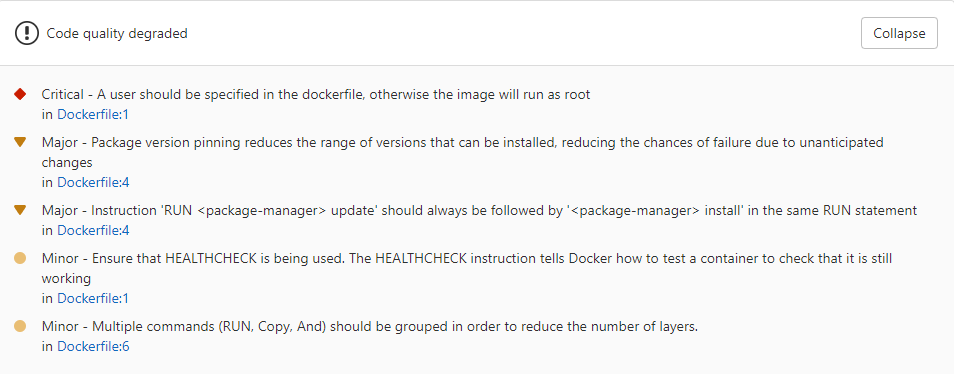 Code quality degraded
Collapse
Critical - A user should be specified in the dockerfile, otherwise the image will run as root
in Dockerfile:1
Major - Package version pinning reduces the range of versions that can be installed, reducing the chances of failure due to unanticipated
changes
in Dockerfile:4
Major - Instruction 'RUN <package-manager> update' should always be followed by '<package-manager> install' in the same RUN statement
in Dockerfile:4
Minor - Ensure that HEALTHCHECK is being used. The HEALTHCHECK instruction tells Docker how to test a container to check that it is still
working
in Dockerfile:1
Minor - Multiple commands (RUN, Copy, And) should be grouped in order to reduce the number of layers.
in Dockerfile:6